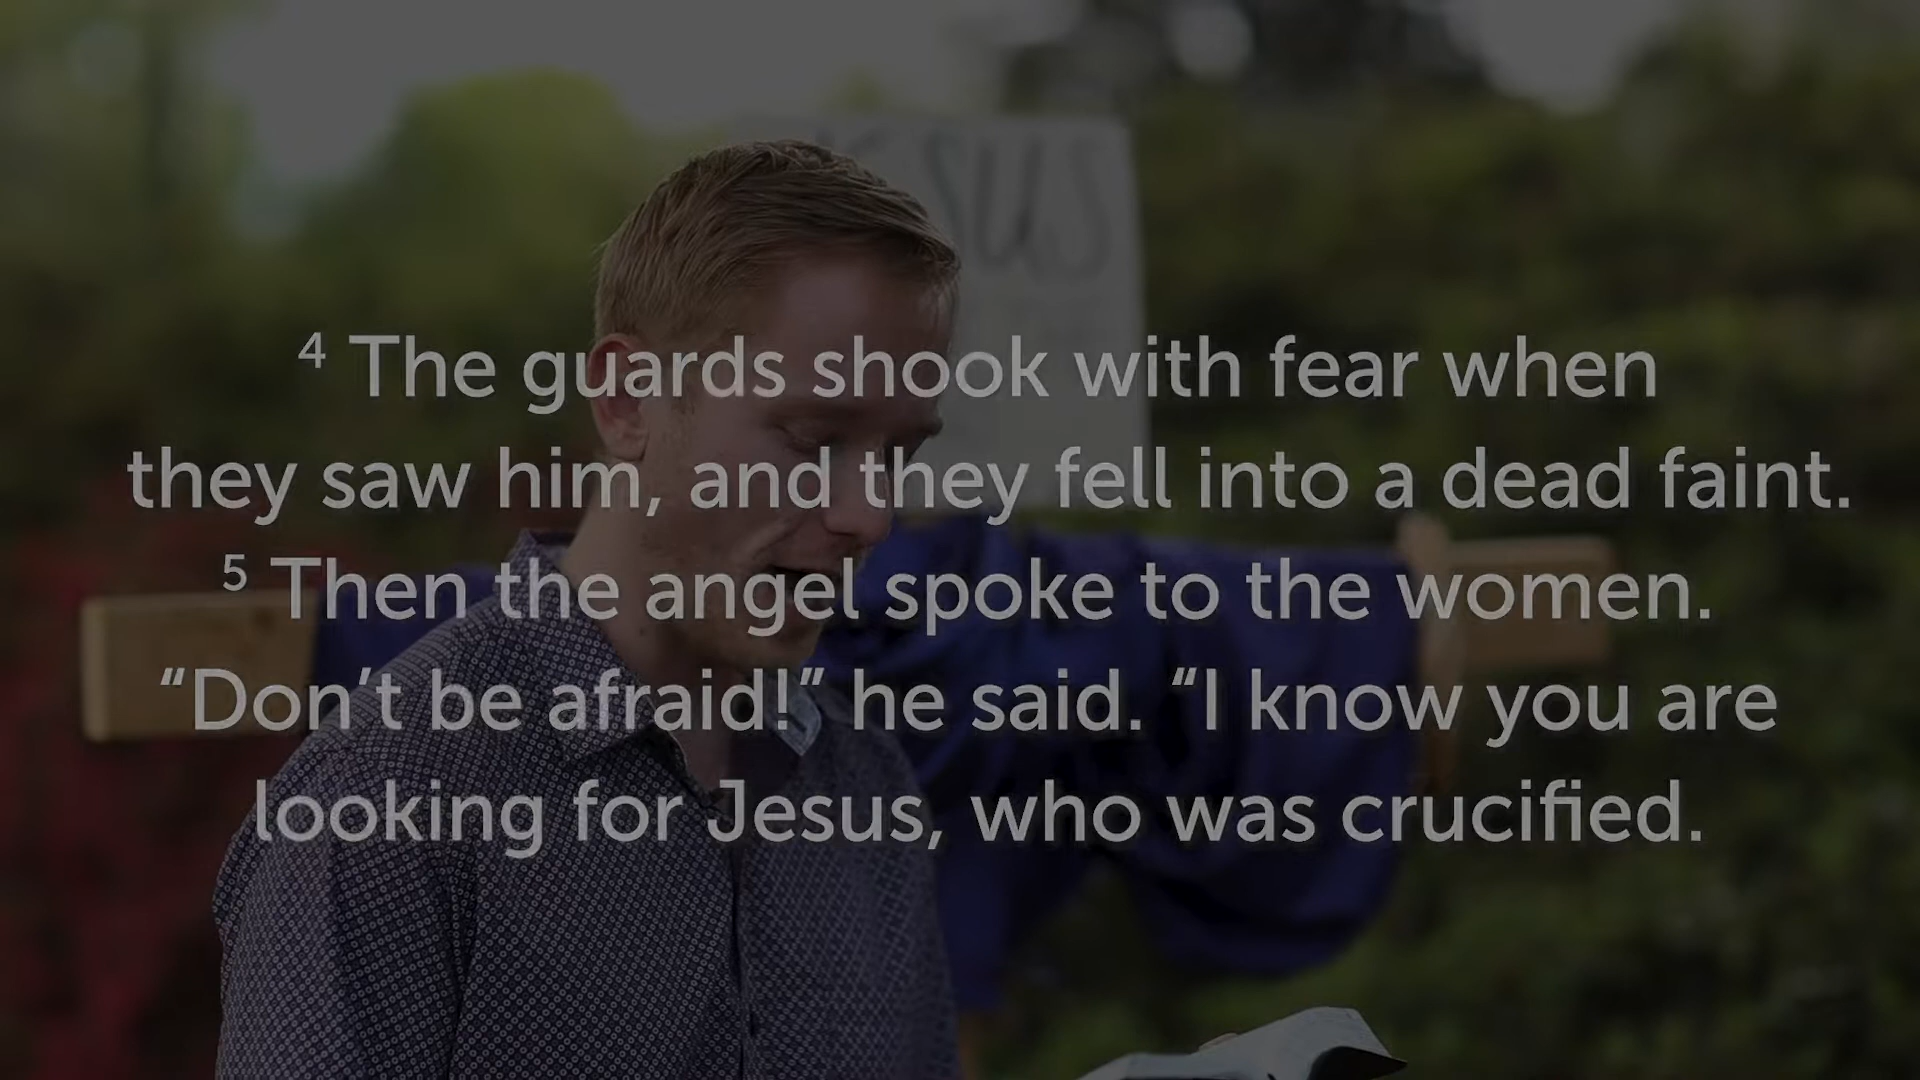 SUS
⁴ The guards shook with fear when
they saw him, and they fell into a dead faint.
⁵ Then the angel spoke to the women.
“Don’t be afraid!” he said. “I know you are
looking for Jesus, who was crucified.